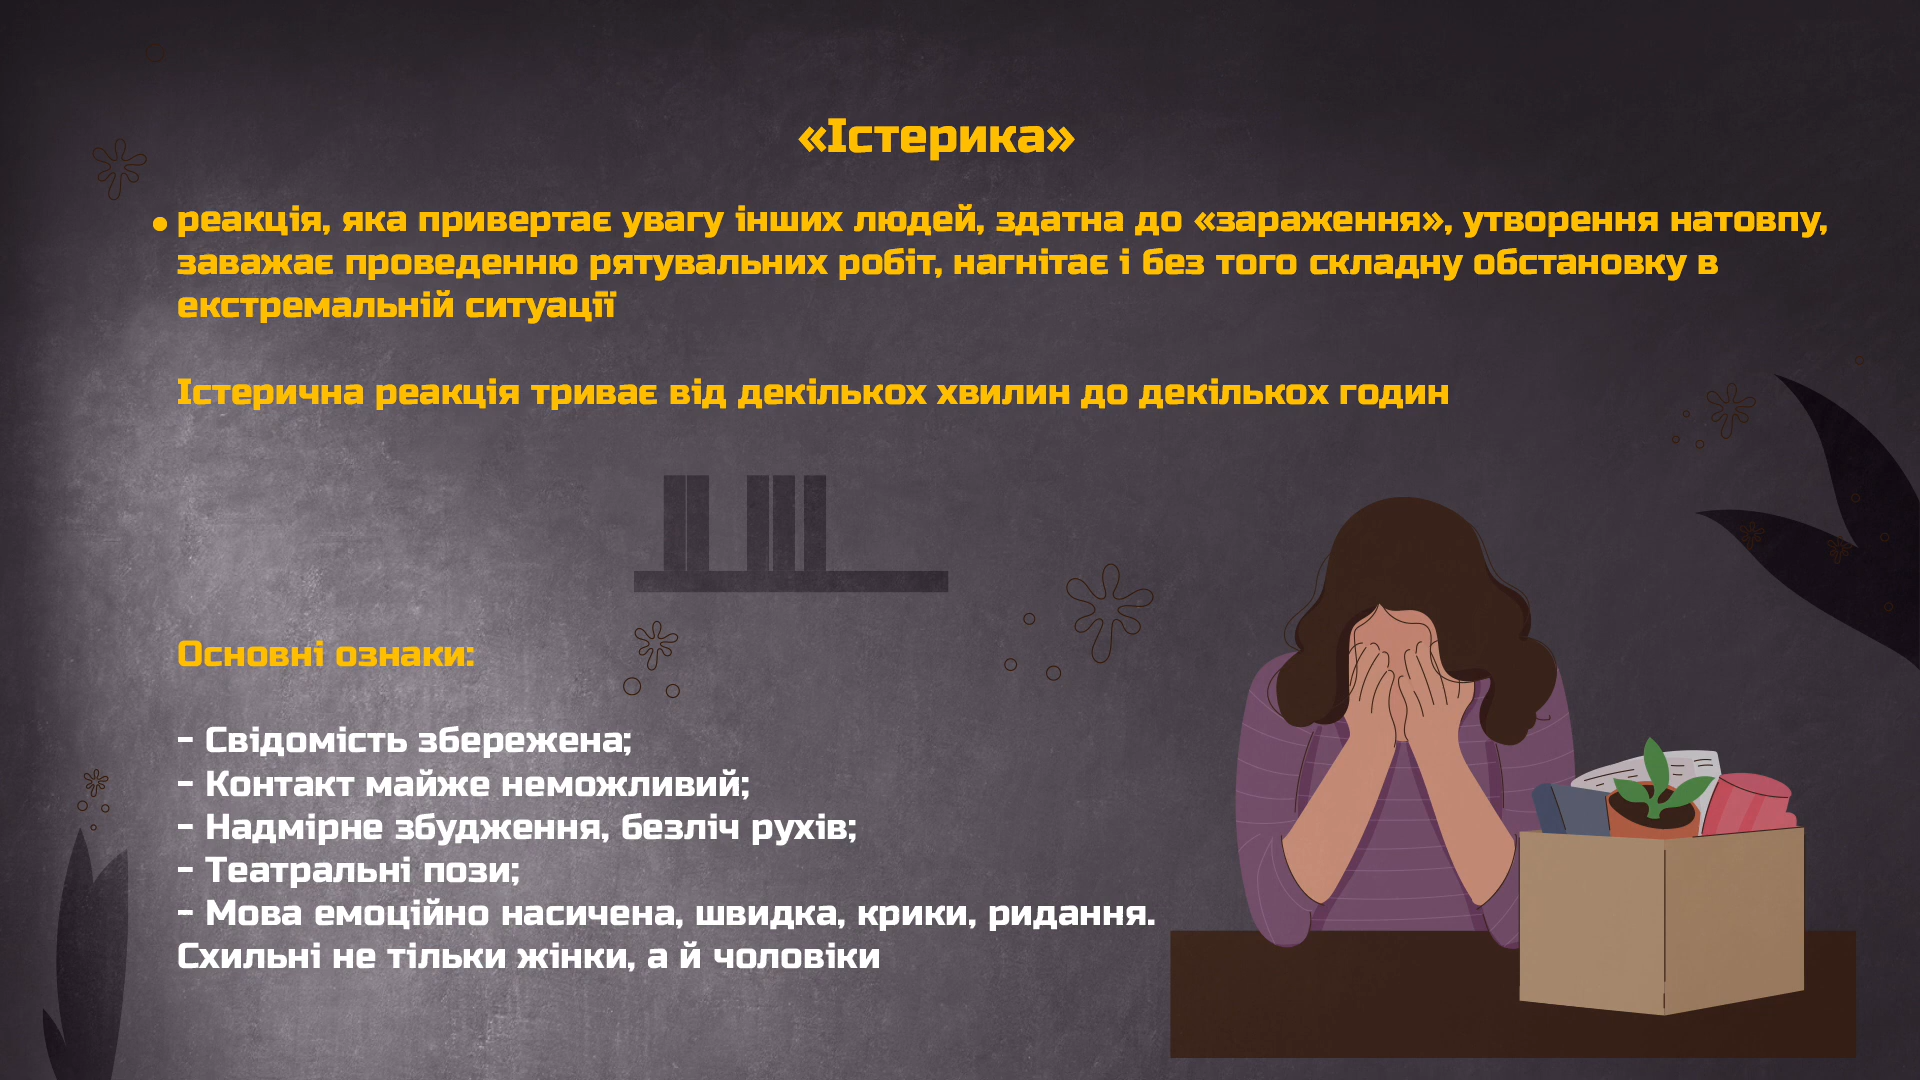 «Істерика»
• реакція, яка привертає увагу інших людей, здатна до «зараження», утворення натовпу,
заважає проведенню рятувальних робіт, нагнітає і без того складну обстановку в
екстремальній ситуації
Істерична реакція триває від декількох хвилин до декількох годин
Основні ознаки:
- Свідомість збережена;
- Контакт майже неможливий;
- Надмірне збудження, безліч рухів;
- Театральні пози;
- Мова емоційно насичена, швидка, крики, ридання.
Схильні не тільки жінки, а й чоловіки